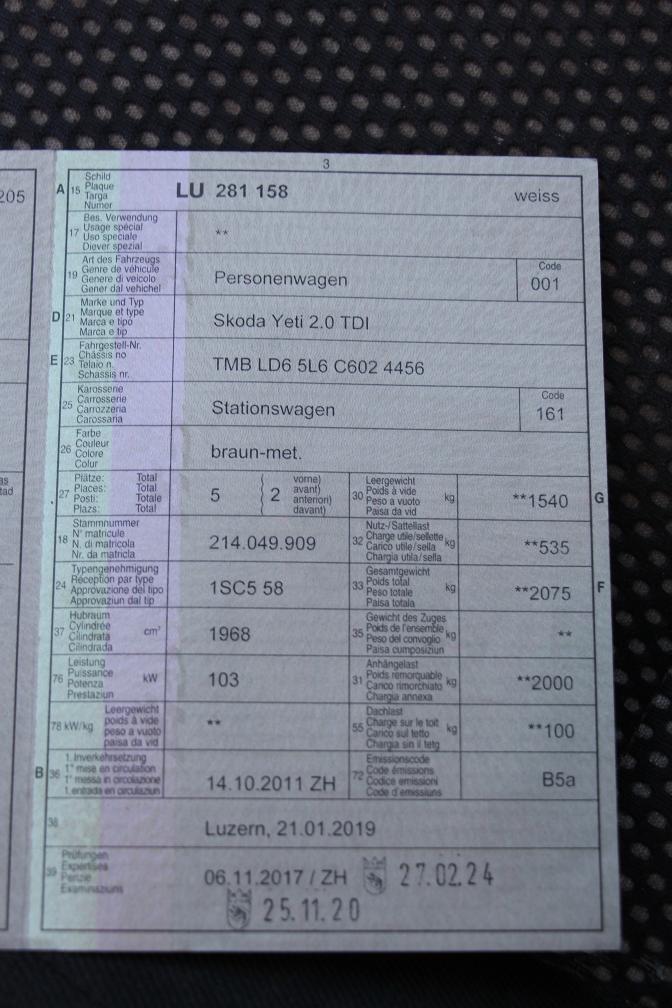 3
205
A 15 Schild
Plaque
Targa
Numer
LU 281 158 weiss
17 Bes. Verwendung
Usage spécial
Uso speciale
Diever spezial
**
19 Art des Fahrzeugs
Genre de véhicule
Genere di veicolo
Gener dal vehichel
Personenwagen
Code
001
D 21 Marke und Typ
Marque et type
Marca e tipo
Marca e tip
Skoda Yeti 2.0 TDI
E 23 Fahrgestell-Nr.
Châssis no
Telaio n.
Schassis nr.
TMB LD6 5L6 C602 4456
25 Karosserie
Carrosserie
Carrozzeria
Carossaria
Stationswagen
Code
161
26 Farbe
Couleur
Colore
Colur
braun-met.
27 Plätze: Total
Places: Total
Posti: Totale
Plazs: Total
5 ( 2 vorne)
avant)
anteriori)
davant)
30 Leergewicht
Poids à vide
Peso a vuoto
Paisa da vid
kg
**1540 G
18 Stammnummer
N° matricule
N. di matricola
Nr. da matricla
214.049.909
32 Nutz-/Sattellast
Charge utile/sellette
Carico utile/sella
Chargia utila/sella
kg
**535
24 Typengenehmigung
Réception par type
Approvazione del tipo
Approvaziun dal tip
1SC5 58
33 Gesamtgewicht
Poids total
Peso totale
Paisa totala
kg
**2075 F
37 Hubraum
Cylindrée
Cilindrata
Cilindrada
cm³
1968
35 Gewicht des Zuges
Poids de l'ensemble
Peso del convoglio
Paisa cumposiziun
kg
**
76 Leistung
Puissance
Potenza
Prestaziun
kW
103
31 Anhängelast
Poids remorquable
Carico rimorchiato
Chargia annexa
kg
**2000
78 kW/kg Leergewicht
poids à vide
peso a vuoto
paisa da vid
**
55 Dachlast
Charge sur le toit
Carico sul tetto
Chargia sin il tetg
kg
**100
B 36 1. Inverkehrsetzung
1re mise en circulation
1a messa in circolazione
1. entrada en circulaziun
14.10.2011 ZH
72 Emissionscode
Code émissions
Codice emissioni
Code d'emissiuns
B5a
38 Luzern, 21.01.2019
39 Prüfungen
Expertises
Perizie
Examinaziuns
06.11.2017 / ZH 27.02.24
25.11.20